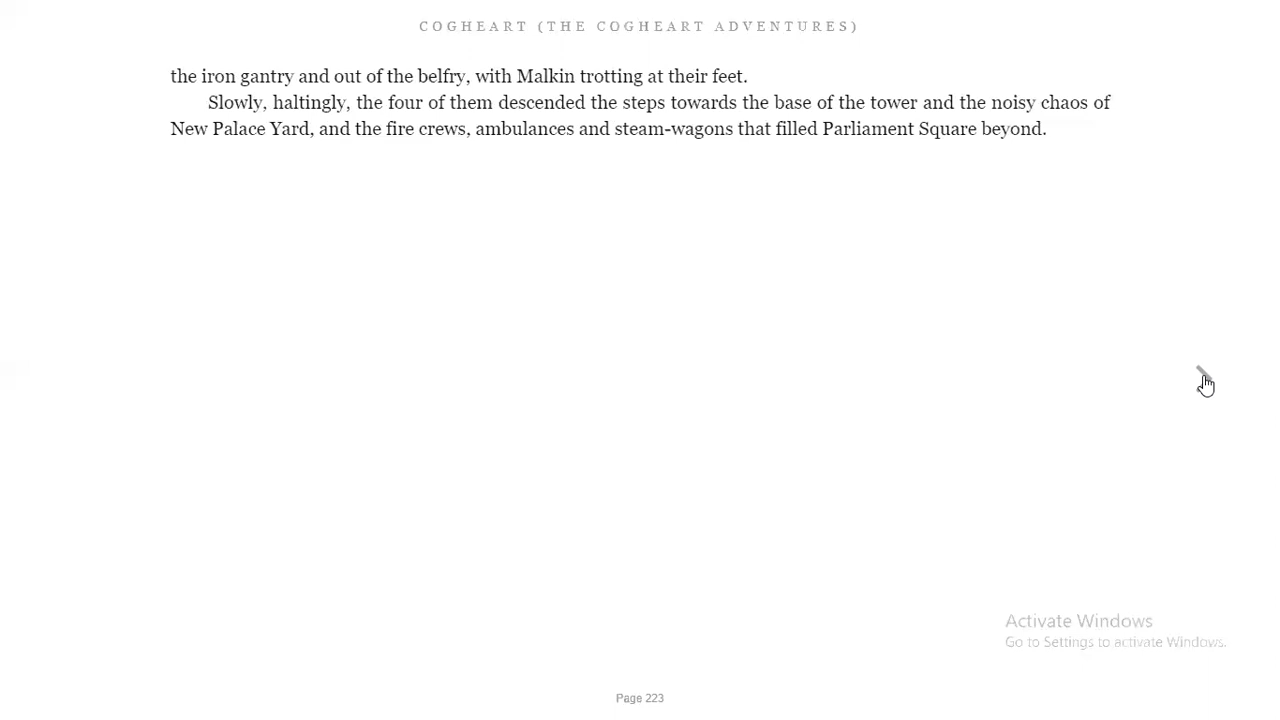 COGHEART (THE COGHEART ADVENTURES)
the iron gantry and out of the belfry, with Malkin trotting at their feet.
Slowly, haltingly, the four of them descended the steps towards the base of the tower and the noisy chaos of
New Palace Yard, and the fire crews, ambulances and steam-wagons that filled Parliament Square beyond.
Activate Windows
Go to Settings to activate Windows.
Page 223